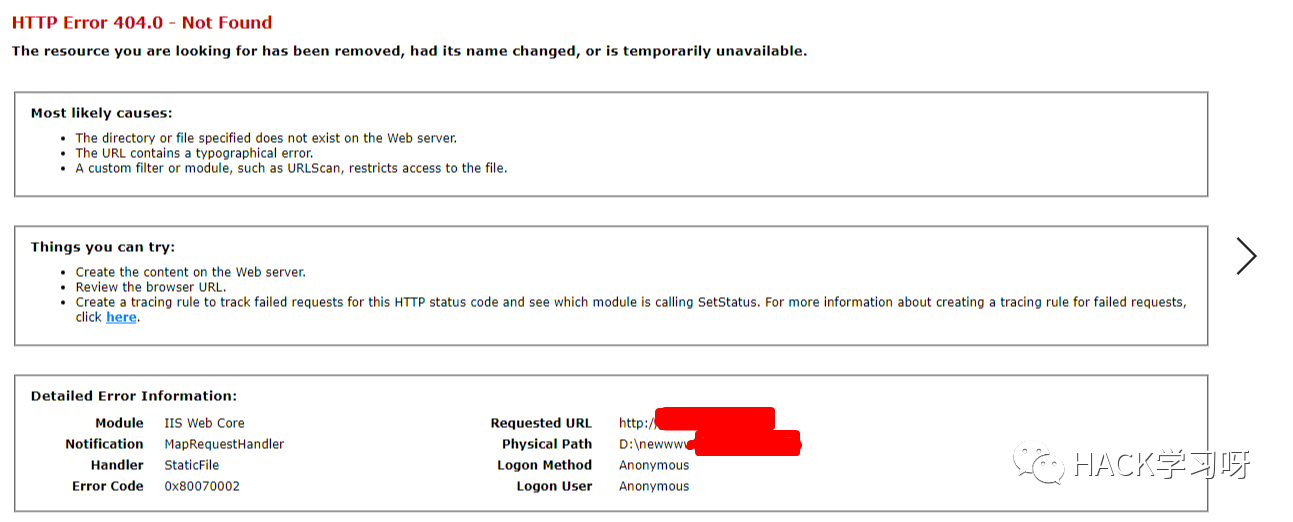 HTTP Error 404.0 - Not Found
The resource you are looking for has been removed, had its name changed, or is temporarily unavailable.
Most likely causes:
• The directory or file specified does not exist on the Web server.
• The URL contains a typographical error.
• A custom filter or module, such as URLScan, restricts access to the file.
Things you can try:
• Create the content on the Web server.
• Review the browser URL.
• Create a tracing rule to track failed requests for this HTTP status code and see which module is calling SetStatus. For more information about creating a tracing rule for failed requests,
click here.
Detailed Error Information:
Module IIS Web Core Requested URL http:/
Notification MapRequestHandler Physical Path D:\newww
Handler StaticFile Logon Method Anonymous
Error Code 0x80070002 Logon User Anonymous
HACK学习呀